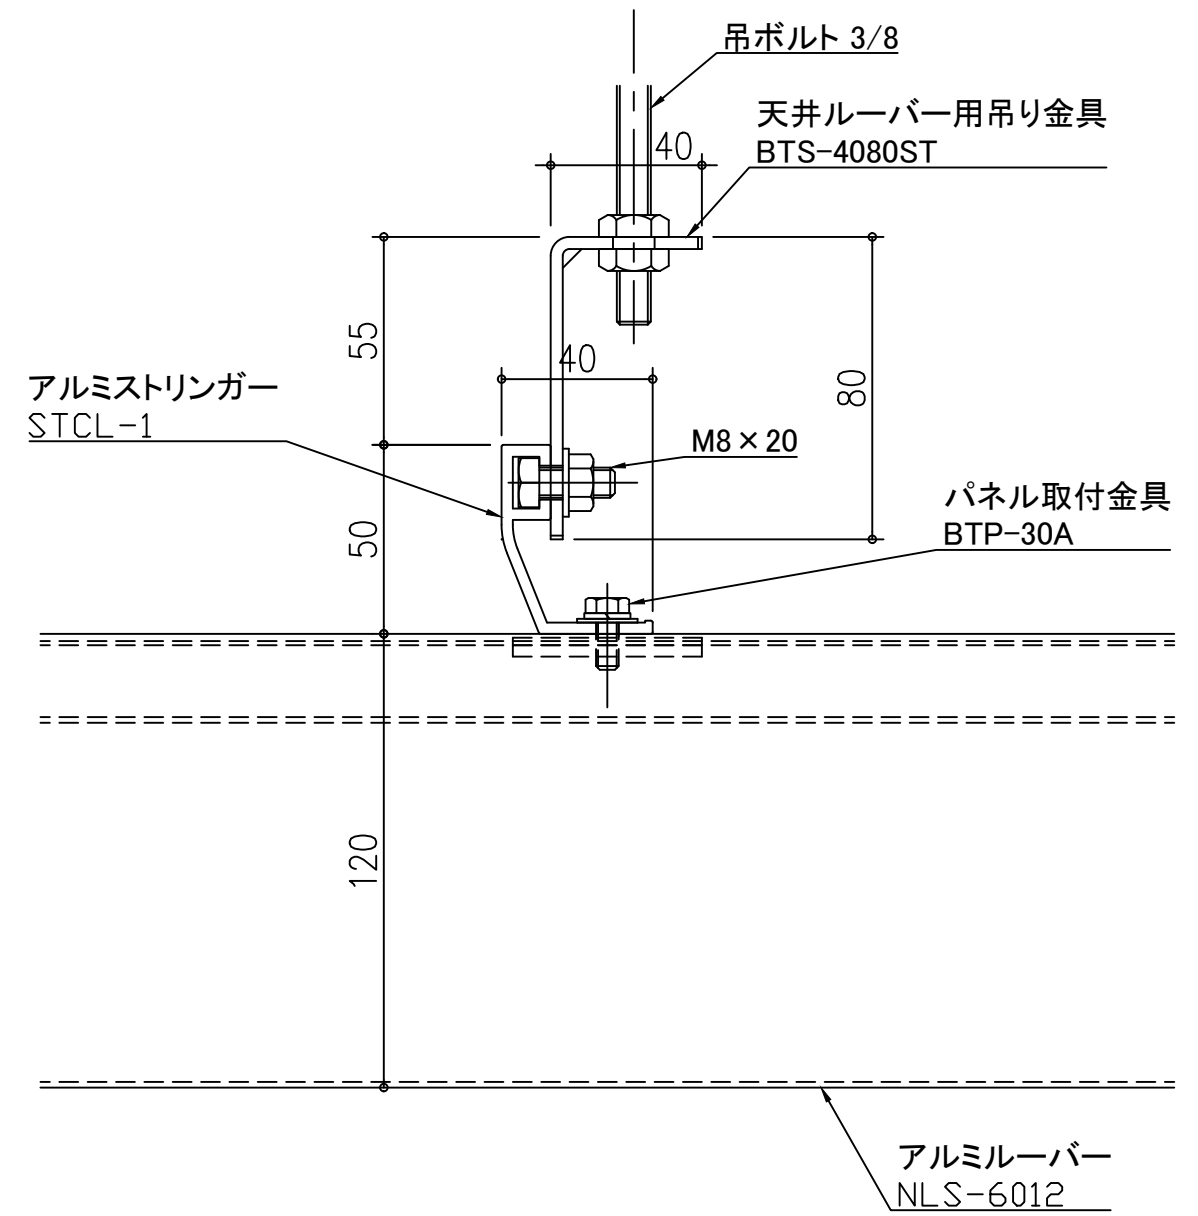 吊ボルト 3/8
天井ルーバー用吊り金具
BTS-4080ST
40
55
40
80
アルミストリンガー
STCL-1
M8×20
パネル取付金具
BTP-30A
50
120
アルミルーバー
NLS-6012